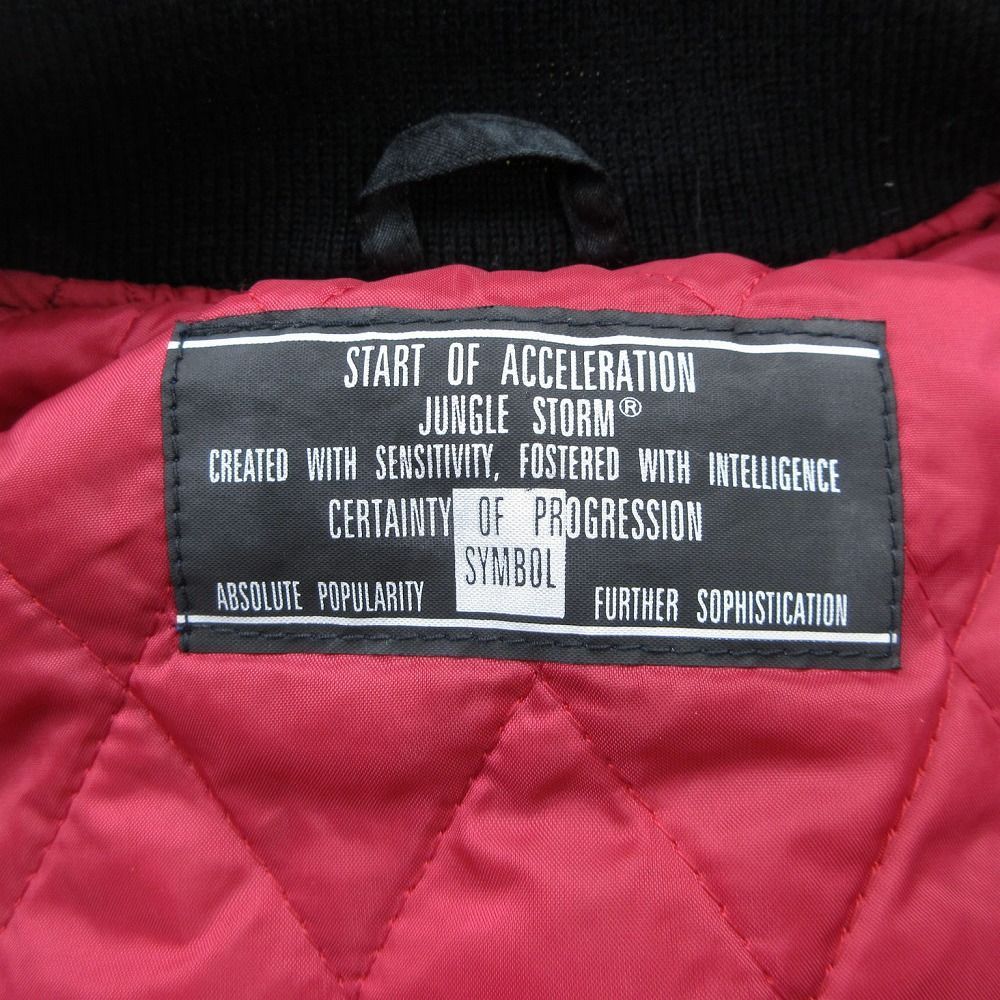 START OF ACCELERATION
JUNGLE STORM®
CREATED WITH SENSITIVITY, FOSTERED WITH INTELLIGENCE
CERTAINTY OF PROGRESSION
SYMBOL
ABSOLUTE POPULARITY FURTHER SOPHISTICATION